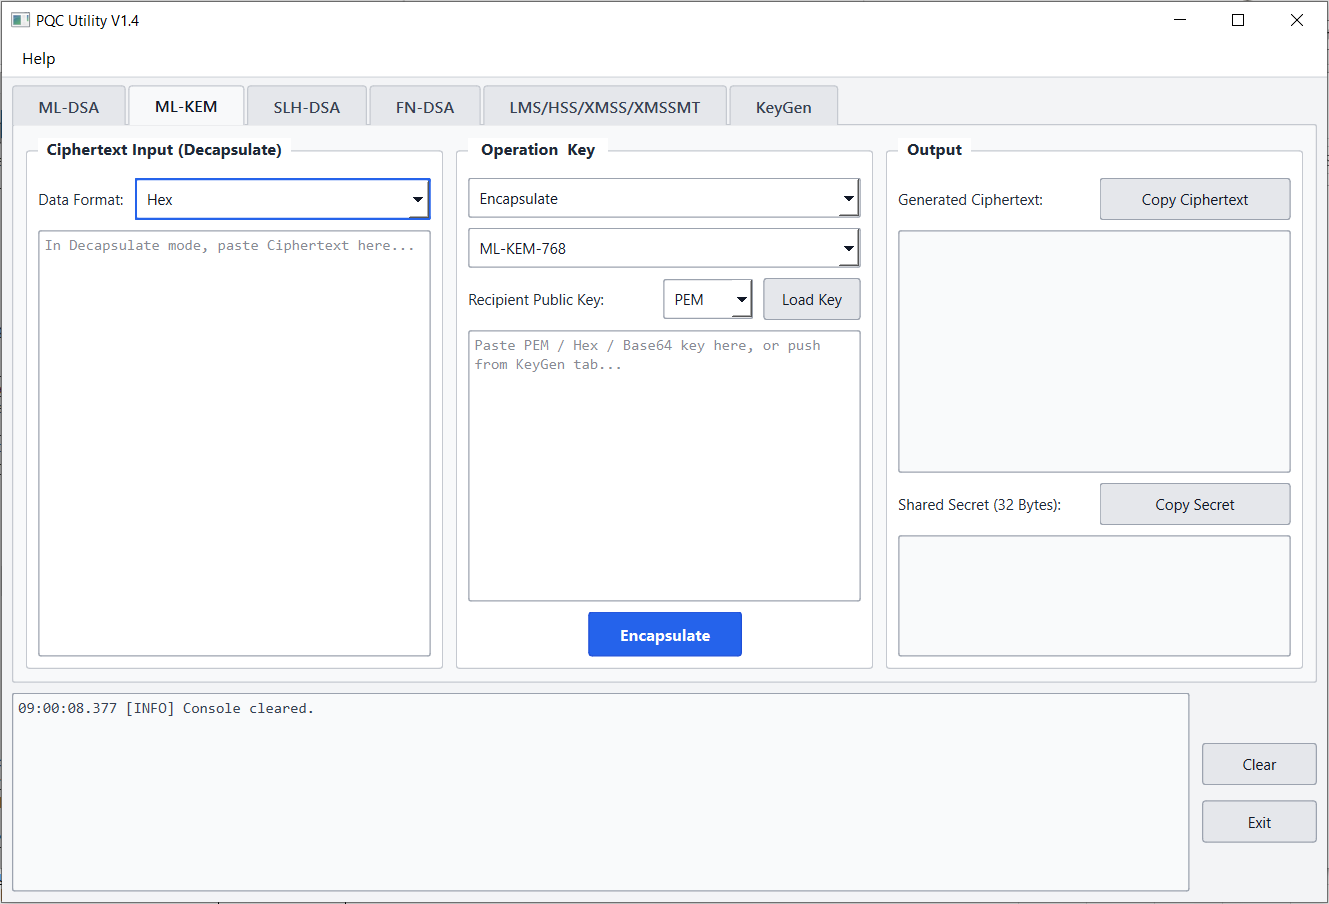 PQC Utility V1.4
Help
ML-DSA
ML-KEM
SLH-DSA
FN-DSA
LMS/HSS/XMSS/XMSSMT
KeyGen
Ciphertext Input (Decapsulate)
Data Format:
Hex
In Decapsulate mode, paste Ciphertext here...
Operation  Key
Encapsulate
ML-KEM-768
Recipient Public Key:
PEM
Load Key
Paste PEM / Hex / Base64 key here, or push
from KeyGen tab...
Encapsulate
Output
Generated Ciphertext:
Copy Ciphertext
Shared Secret (32 Bytes):
Copy Secret
09:00:08.377 [INFO] Console cleared.
Clear
Exit